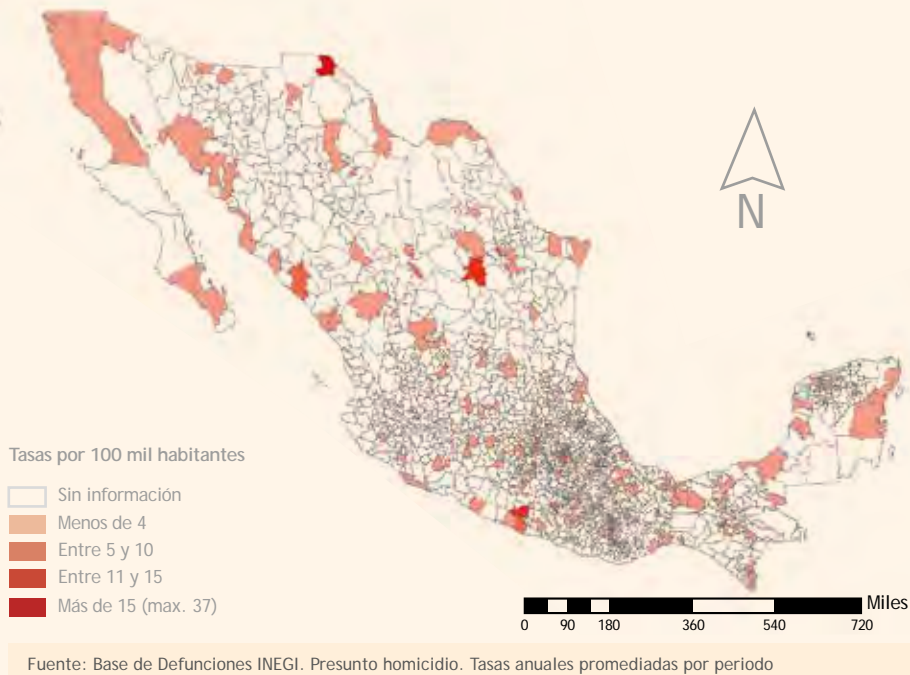 N
Tasas por 100 mil habitantes
Sin información
Menos de 4
Entre 5 y 10
Entre 11 y 15
Más de 15 (max. 37)
Miles
0 90 180 360 540 720
Fuente: Base de Defunciones INEGI. Presunto homicidio. Tasas anuales promediadas por periodo